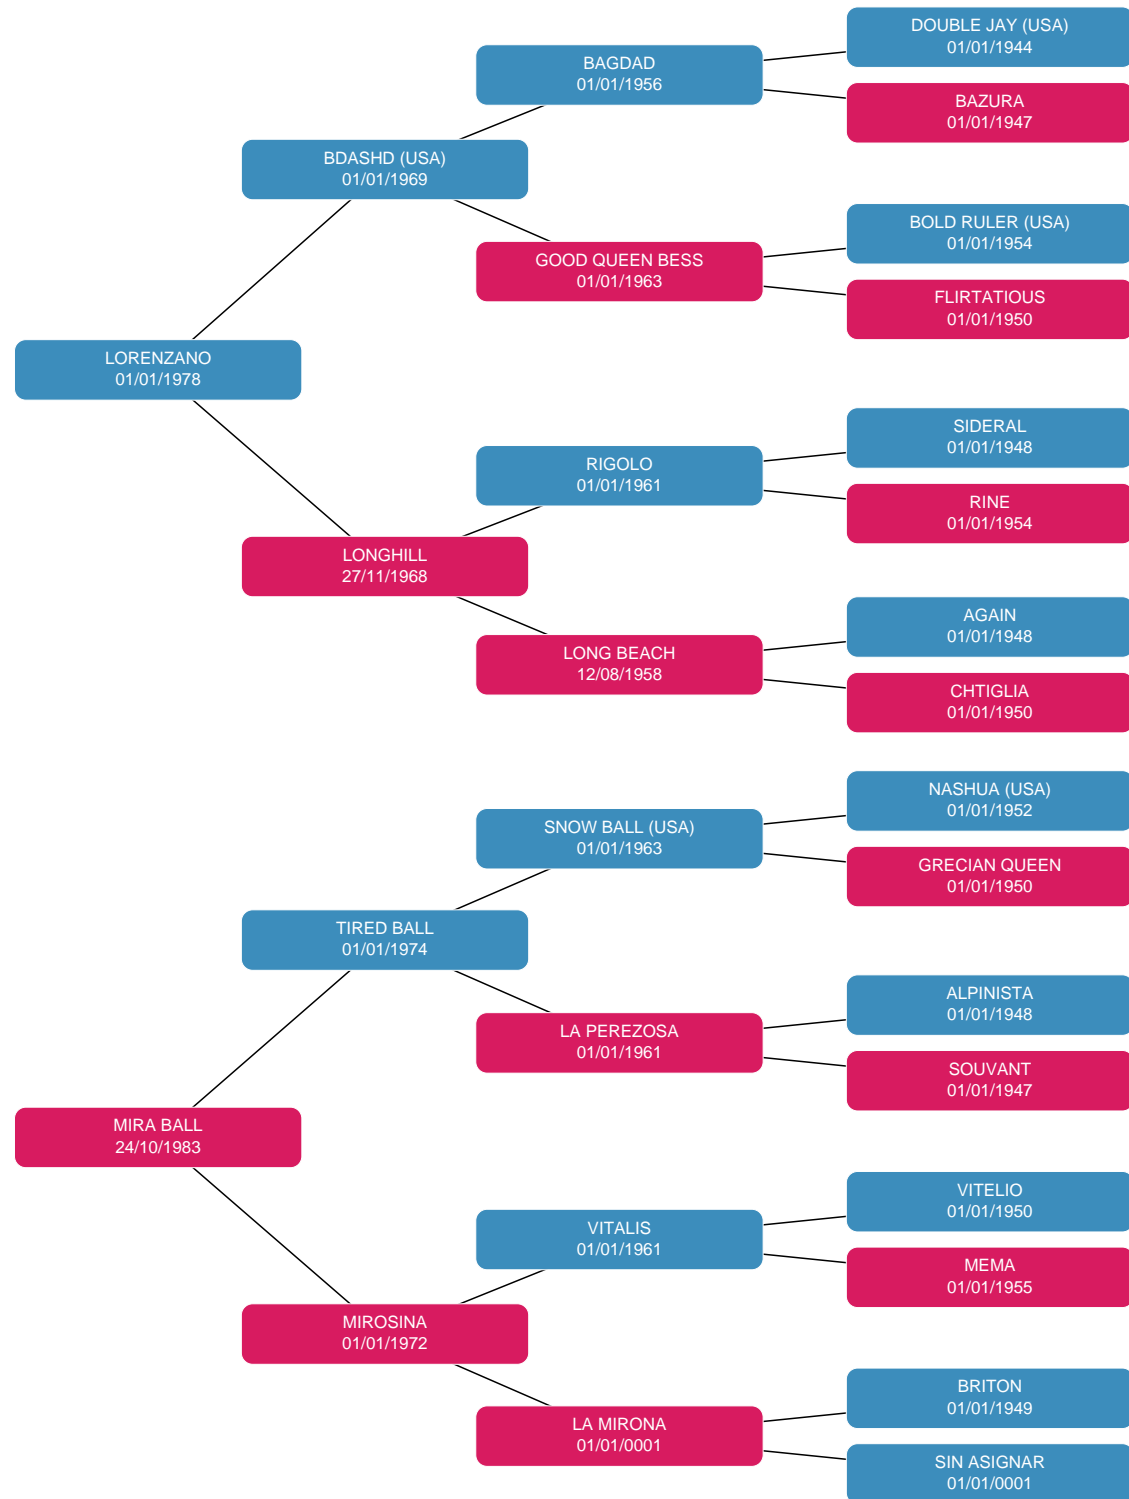 DOUBLE JAY (USA)
01/01/1944
BAGDAD
01/01/1956
BAZURA
01/01/1947
BDASHD (USA)
01/01/1969
BOLD RULER (USA)
01/01/1954
GOOD QUEEN BESS
01/01/1963
FLIRTATIOUS
01/01/1950
LORENZANO
01/01/1978
SIDERAL
01/01/1948
RIGOLO
01/01/1961
RINE
01/01/1954
LONGHILL
27/11/1968
AGAIN
01/01/1948
LONG BEACH
12/08/1958
CHTIGLIA
01/01/1950
NASHUA (USA)
01/01/1952
SNOW BALL (USA)
01/01/1963
GRECIAN QUEEN
01/01/1950
TIRED BALL
01/01/1974
ALPINISTA
01/01/1948
LA PEREZOSA
01/01/1961
SOUVANT
01/01/1947
MIRA BALL
24/10/1983
VITELIO
01/01/1950
VITALIS
01/01/1961
MEMA
01/01/1955
MIROSINA
01/01/1972
BRITON
01/01/1949
LA MIRONA
01/01/0001
SIN ASIGNAR
01/01/0001